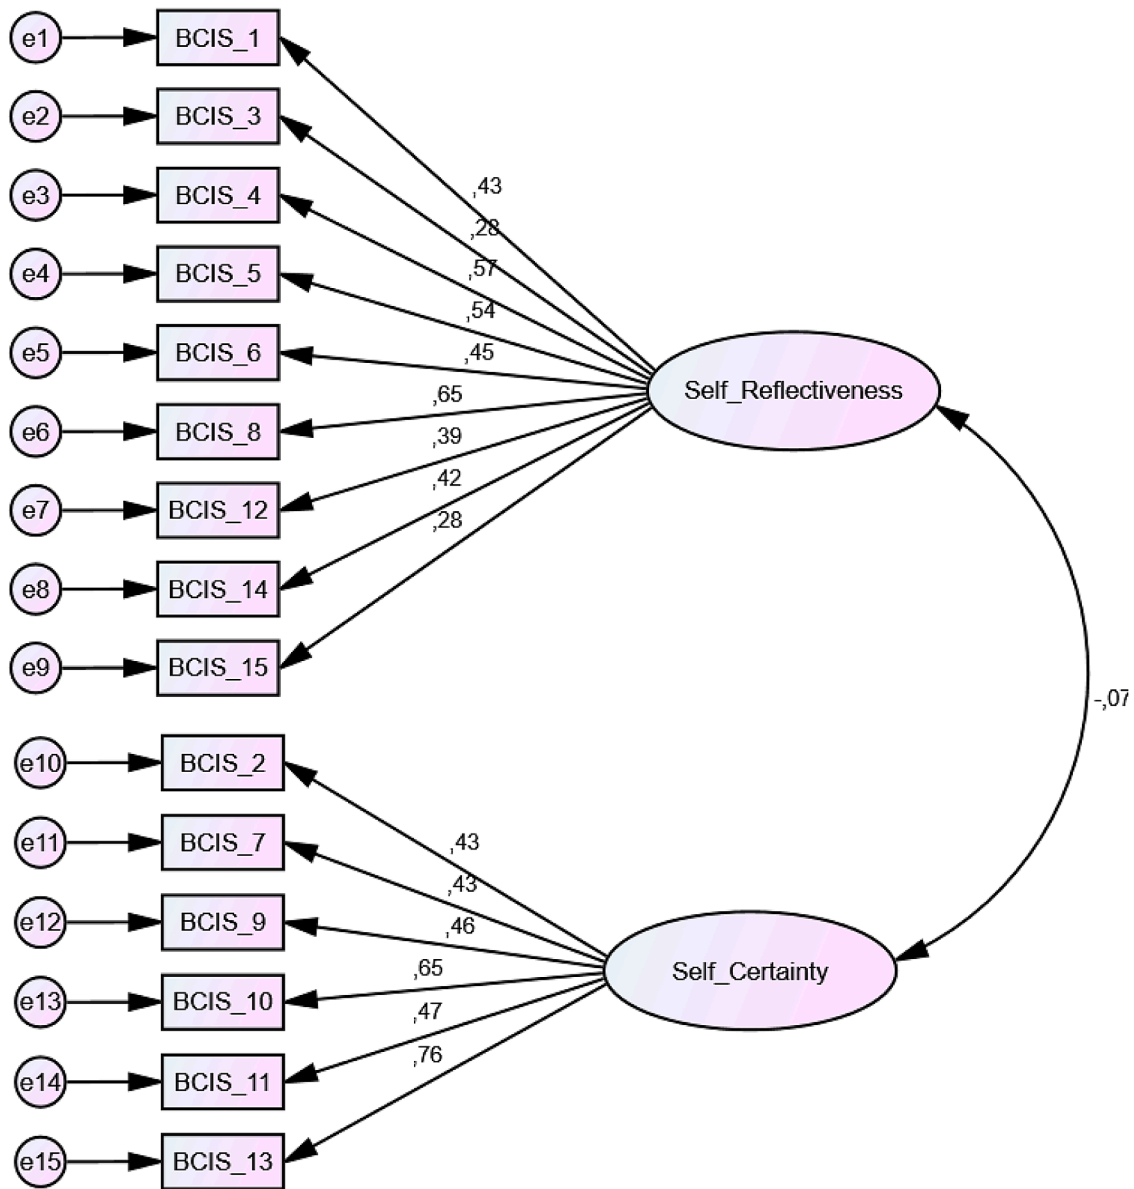 e1 BCIS_1
e2 BCIS_3
e3 BCIS_4
e4 BCIS_5
e5 BCIS_6
e6 BCIS_8
e7 BCIS_12
e8 BCIS_14
e9 BCIS_15
,43
,28
,57
,54
,45
,65
,39
,42
,28
Self_Reflectiveness
-,07
e10 BCIS_2
e11 BCIS_7
e12 BCIS_9
e13 BCIS_10
e14 BCIS_11
e15 BCIS_13
,43
,43
,46
,65
,47
,76
Self_Certainty